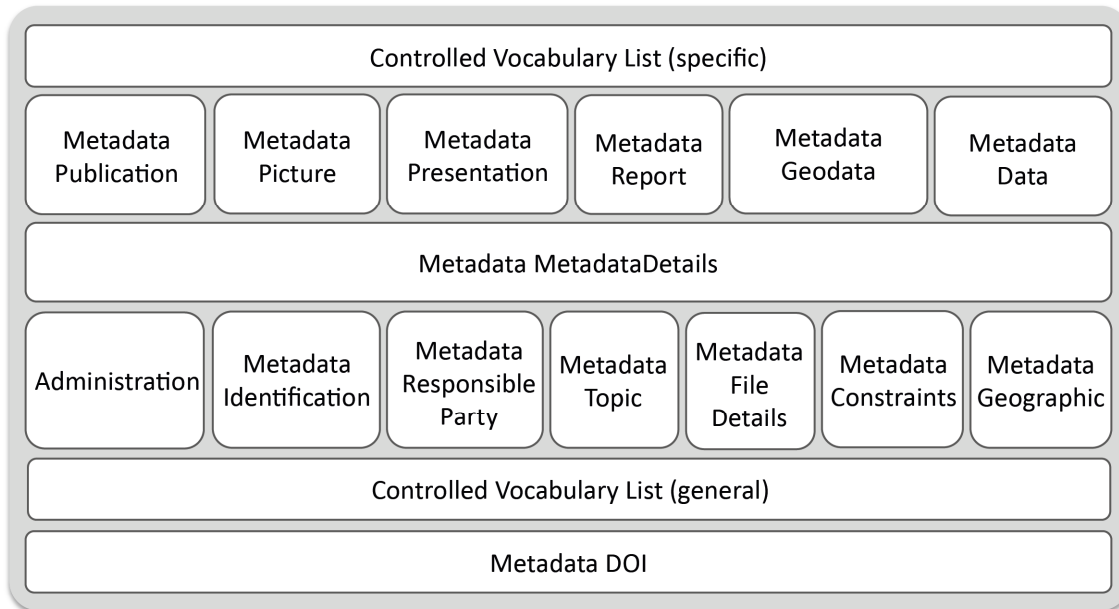 Controlled Vocabulary List (specific)
Metadata
Publication
Metadata
Picture
Metadata
Presentation
Metadata
Report
Metadata
Geodata
Metadata
Data
Metadata MetadataDetails
Administration
Metadata
Identification
Metadata
Responsible
Party
Metadata
Topic
Metadata
File
Details
Metadata
Constraints
Metadata
Geographic
Controlled Vocabulary List (general)
Metadata DOI